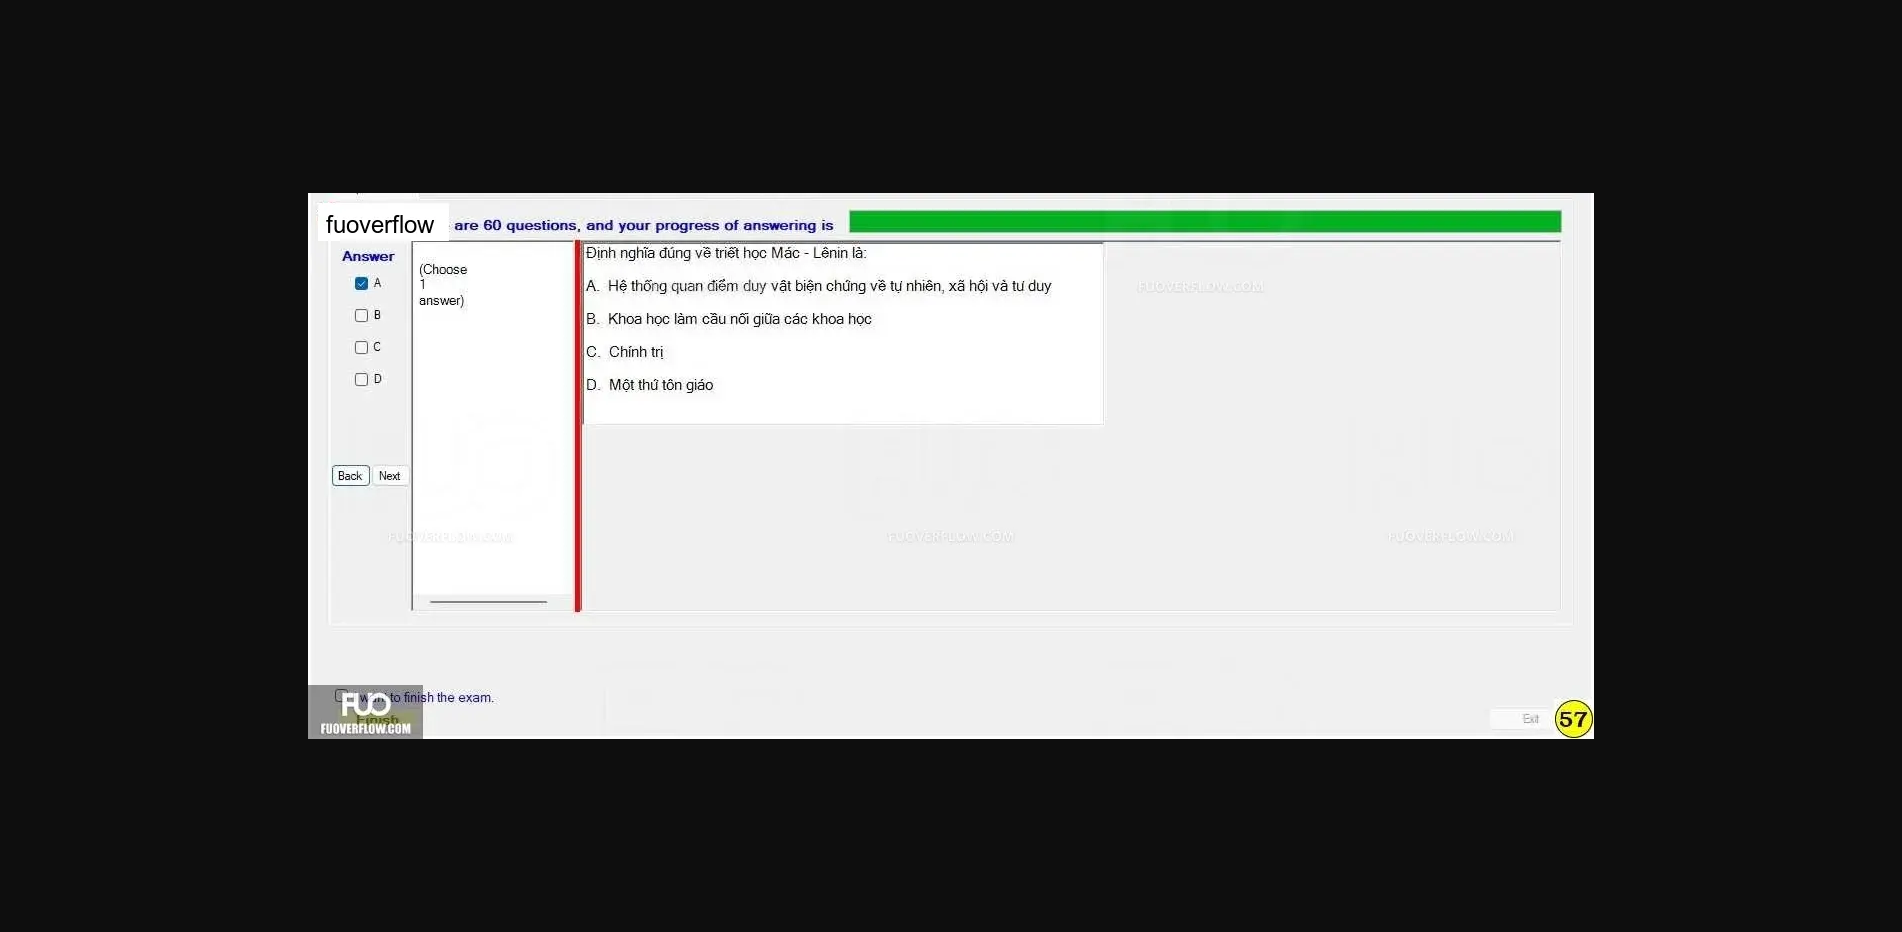 fuoverflow are 60 questions, and your progress of answering is
Answer
A
B
C
D
Back Next
(Choose
1
answer)
Định nghĩa đúng về triết học Mác - Lênin là:
A. Hệ thống quan điểm duy vật biện chứng về tự nhiên, xã hội và tư duy
B. Khoa học làm cầu nối giữa các khoa học
C. Chính trị
D. Một thứ tôn giáo
FUOVERFLOW.COM
FUOVERFLOW.COM FUOVERFLOW.COM FUOVERFLOW.COM
want to finish the exam.
FUO
Finish
FUOVERFLOW.COM
Exit 57